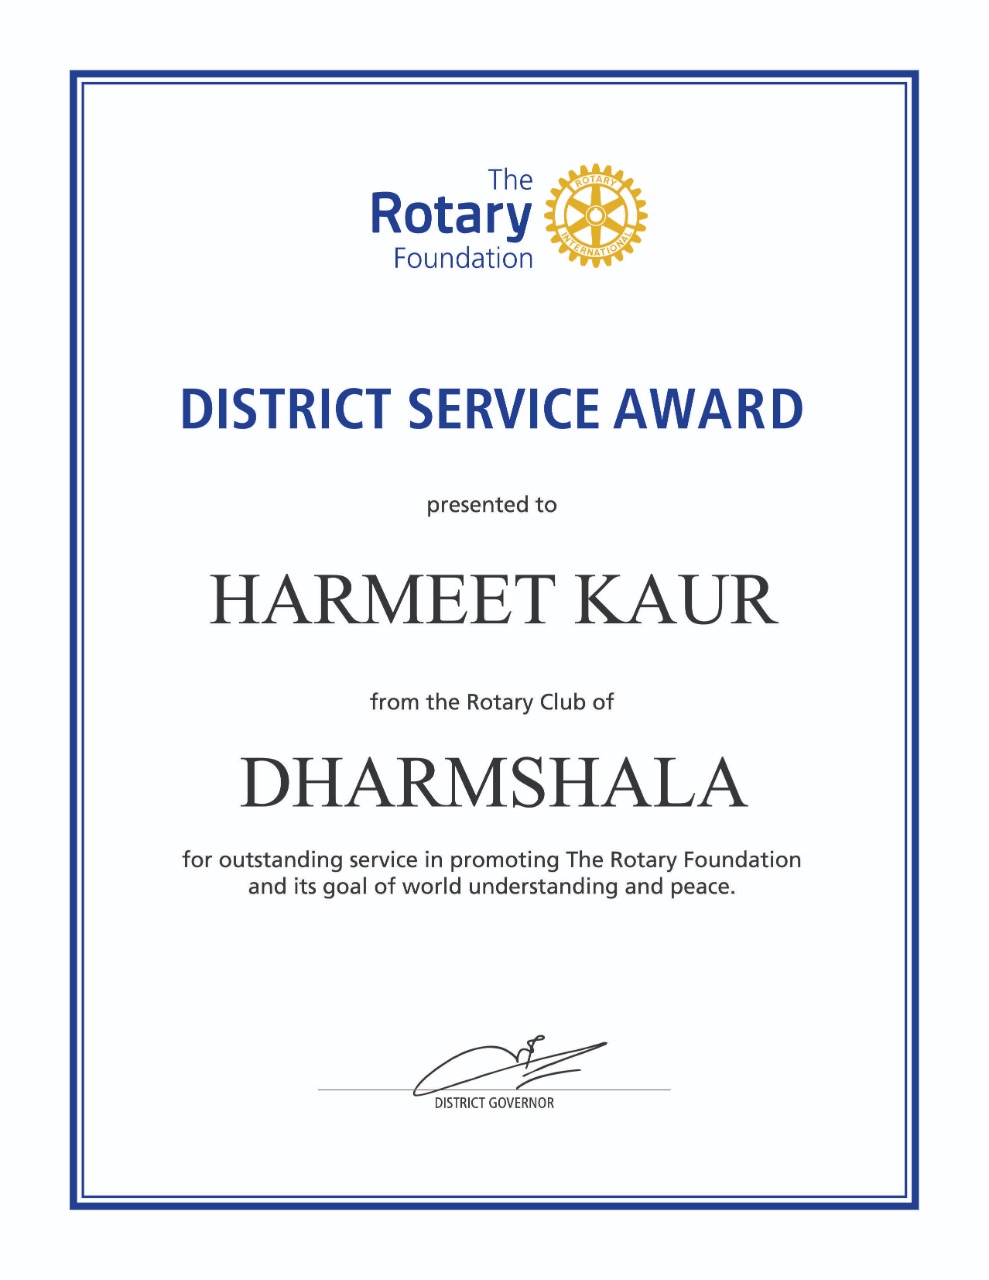 The
Rotary
Foundation
ROTARY
INTERNATIONAL
DISTRICT SERVICE AWARD
presented to
HARMEET KAUR
from the Rotary Club of
DHARMSHALA
for outstanding service in promoting The Rotary Foundation
and its goal of world understanding and peace.
DISTRICT GOVERNOR